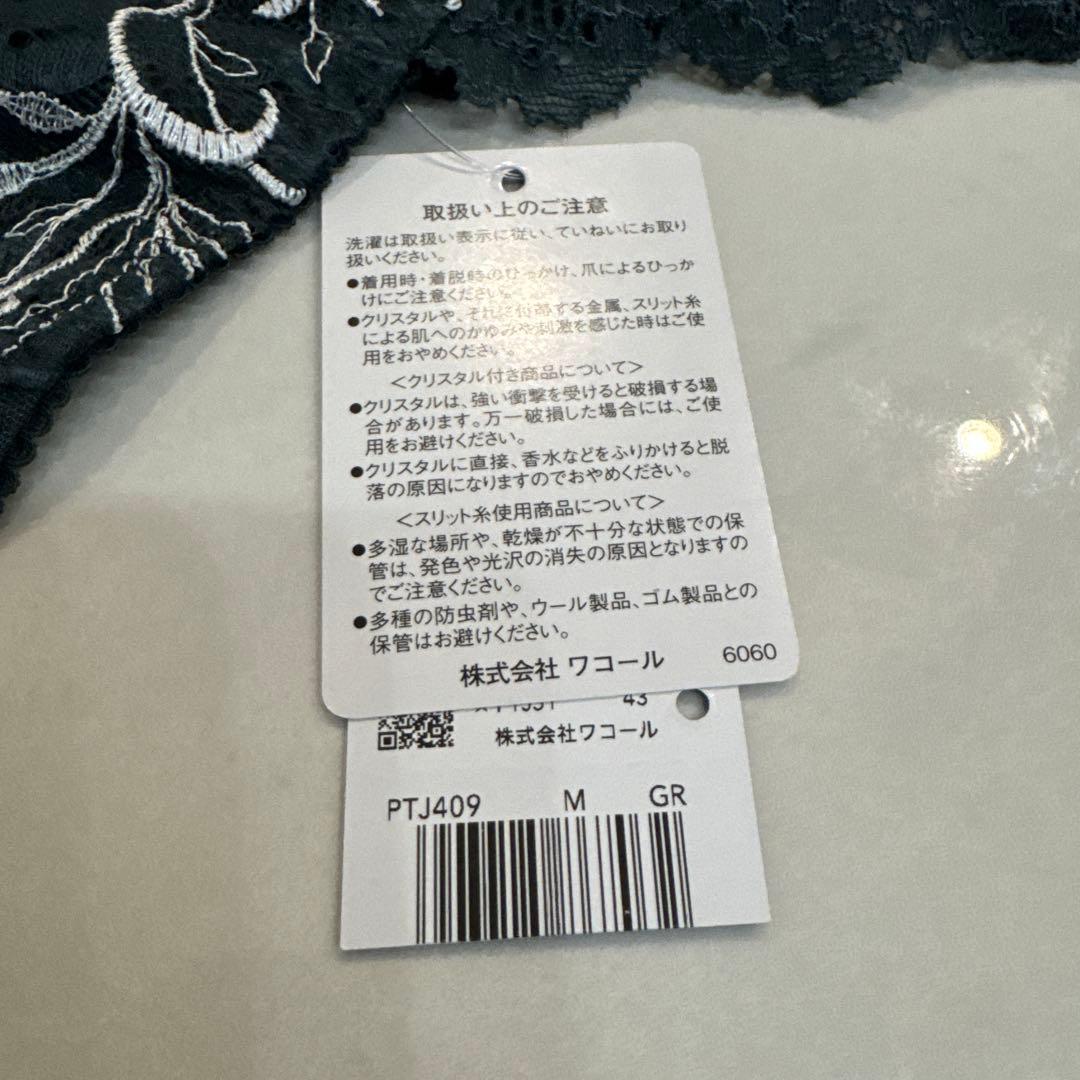 取扱い上のご注意
洗濯は取扱い表示に従い、ていねいにお取り
扱いください。
●着用時・着脱時のひっかけ、爪によるひっか
けにご注意ください。
●クリスタルや、それに付帯する金属、スリット糸
による肌へのかゆみや刺激を感じた時はご使
用をおやめください。
<クリスタル付き商品について>
●クリスタルは、強い衝撃を受けると破損する場
合があります。万一破損した場合には、ご使
用をお避けください。
●クリスタルに直接、香水などをふりかけると脱
落の原因になりますのでおやめください。
<スリット糸使用商品について>
●多湿な場所や、乾燥が不十分な状態での保
管は、発色や光沢の消失の原因となりますの
でご注意ください。
●多種の防虫剤や、ウール製品、ゴム製品との
保管はお避けください。
株式会社 ワコール 6060
43
株式会社ワコール
PTJ409 M GR